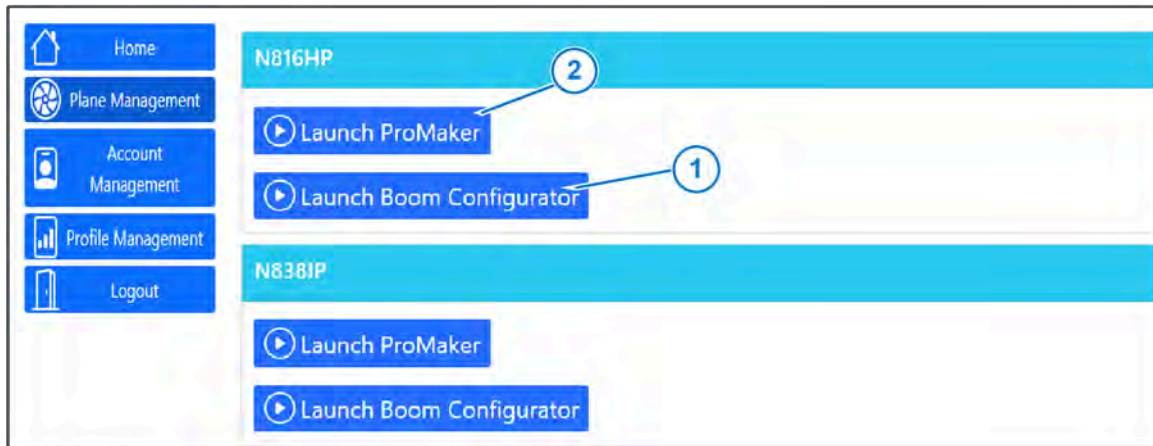 Home
Plane Management
Account
Management
Profile Management
Logout
N816HP
2
Launch ProMaker
1
Launch Boom Configurator
N838JP
Launch ProMaker
Launch Boom Configurator